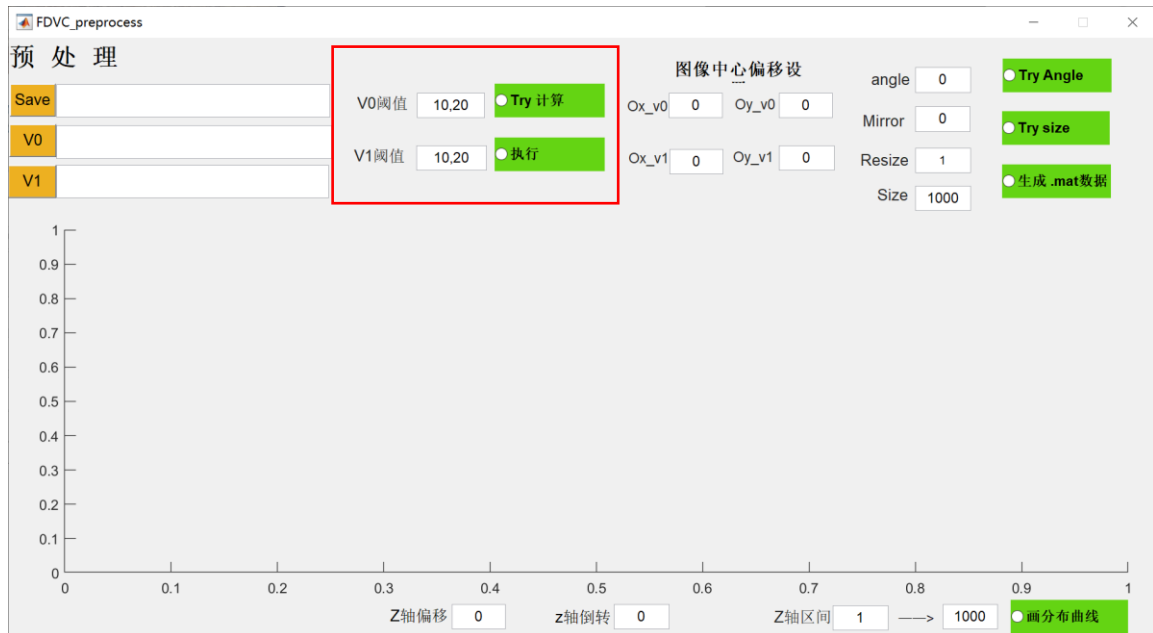 FDVC_preprocess
预 处 理
Save
V0
V1
V0阈值 10,20 Try 计算
V1阈值 10,20 执行
图像中心偏移设
Ox_v0 0 Oy_v0 0
Ox_v1 0 Oy_v1 0
angle 0
Mirror 0
Resize 1
Size 1000
Try Angle
Try size
生成 .mat数据
1
0.9
0.8
0.7
0.6
0.5
0.4
0.3
0.2
0.1
0
0 0.1 0.2 0.3 0.4 0.5 0.6 0.7 0.8 0.9 1
Z轴偏移 0 z轴倒转 0 Z轴区间 1 ——> 1000 画分布曲线